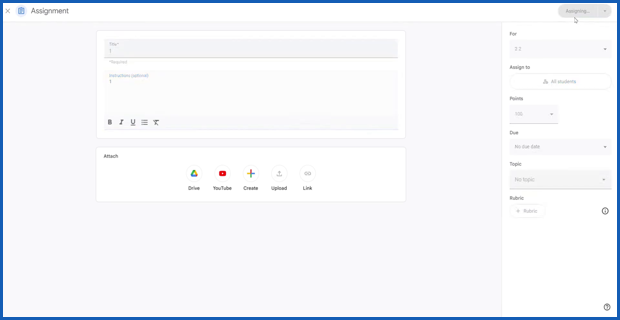 Assignment
Assigning...
Title*
1
*Required
Instructions (optional)
1
B I U
Attach
Drive YouTube Create Upload Link
For
2 2
Assign to
All students
Points
100
Due
No due date
Topic
No topic
Rubric
+ Rubric